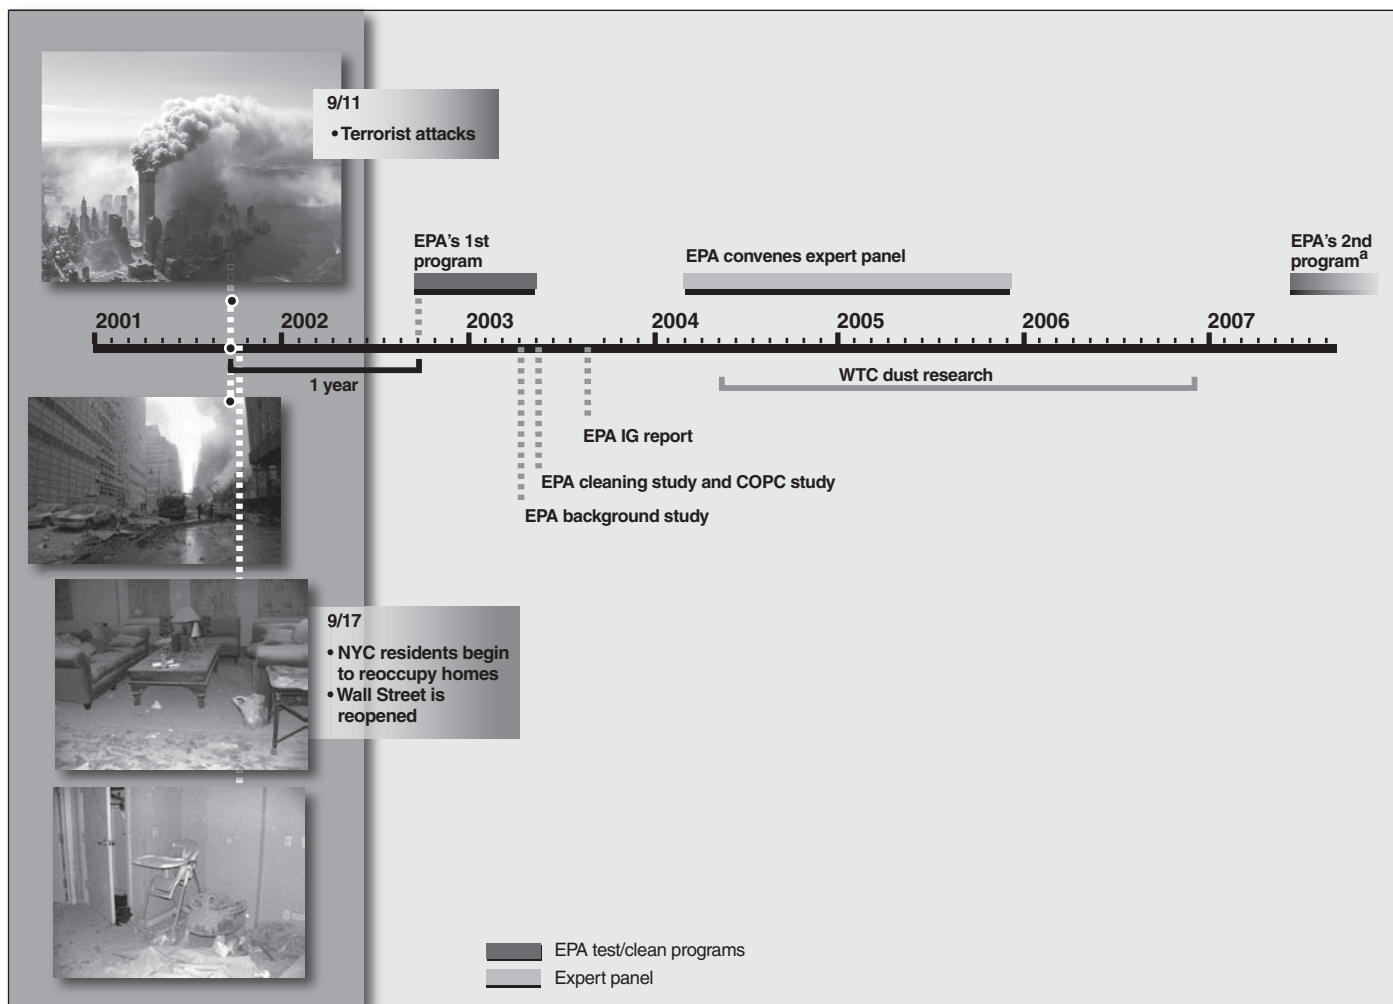 9/11
• Terrorist attacks
EPA's 1st
program
EPA convenes expert panel
EPA's 2nd
programa
2001
2002
2003
2004
2005
2006
2007
1 year
WTC dust research
EPA IG report
EPA cleaning study and COPC study
EPA background study
9/17
• NYC residents begin
to reoccupy homes
• Wall Street is
reopened
EPA test/clean programs
Expert panel